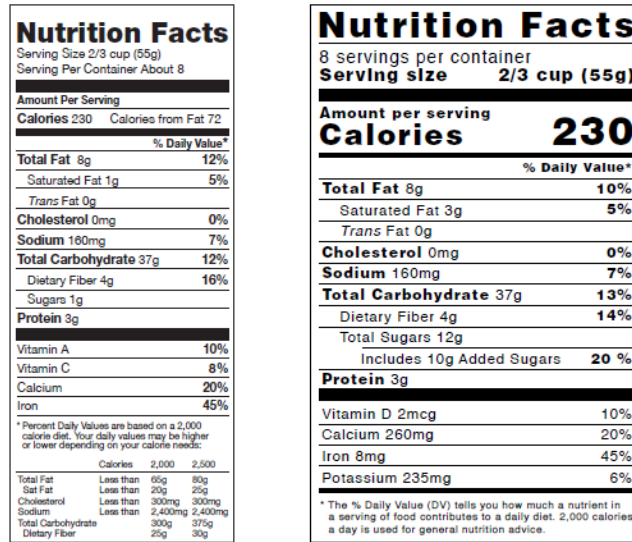 Nutrition Facts
Serving Size 2/3 cup (55g)
Serving Per Container About 8
Amount Per Serving
Calories 230 Calories from Fat 72
% Daily Value*
Total Fat 8g 12%
Saturated Fat 1g 5%
Trans Fat 0g
Cholesterol 0mg 0%
Sodium 160mg 7%
Total Carbohydrate 37g 12%
Dietary Fiber 4g 16%
Sugars 1g
Protein 3g
Vitamin A 10%
Vitamin C 8%
Calcium 20%
Iron 45%
* Percent Daily Values are based on a 2,000
calorie diet. Your daily values may be higher
or lower depending on your calorie needs:
Calories 2,000 2,500
Total Fat Less than 65g 80g
Sat Fat Less than 20g 25g
Cholesterol Less than 300mg 300mg
Sodium Less than 2,400mg 2,400mg
Total Carbohydrate 300g 375g
Dietary Fiber 25g 30g
Nutrition Facts
8 servings per container
Serving size 2/3 cup (55g)
Amount per serving
Calories 230
% Daily Value*
Total Fat 8g 10%
Saturated Fat 3g 5%
Trans Fat 0g
Cholesterol 0mg 0%
Sodium 160mg 7%
Total Carbohydrate 37g 13%
Dietary Fiber 4g 14%
Total Sugars 12g
Includes 10g Added Sugars 20 %
Protein 3g
Vitamin D 2mcg 10%
Calcium 260mg 20%
Iron 8mg 45%
Potassium 235mg 6%
* The % Daily Value (DV) tells you how much a nutrient in
a serving of food contributes to a daily diet. 2,000 calories
a day is used for general nutrition advice.